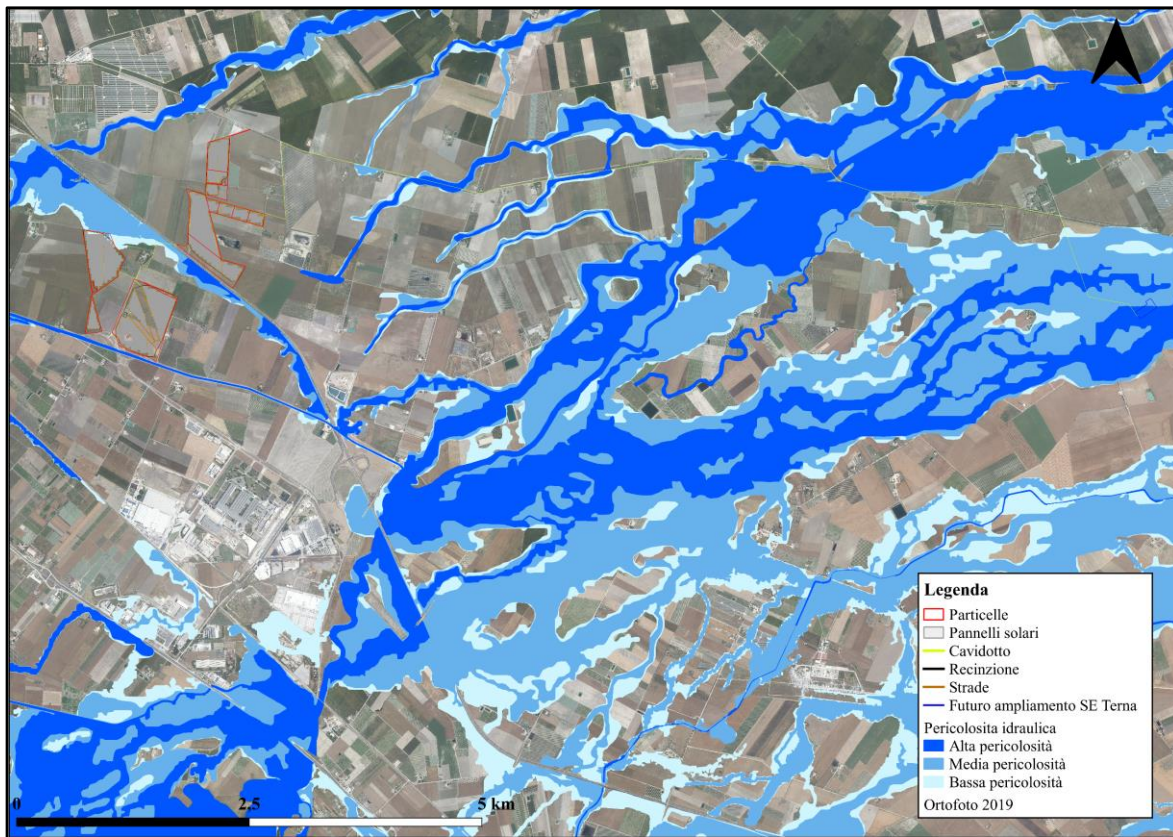 Legenda
Particelle
Pannelli solari
Cavidotto
Recinzione
Strade
Futuro ampliamento SE Terna
Pericolosita idraulica
Alta pericolosità
Media pericolosità
Bassa pericolosità
Ortofoto 2019
0 2.5 5 km